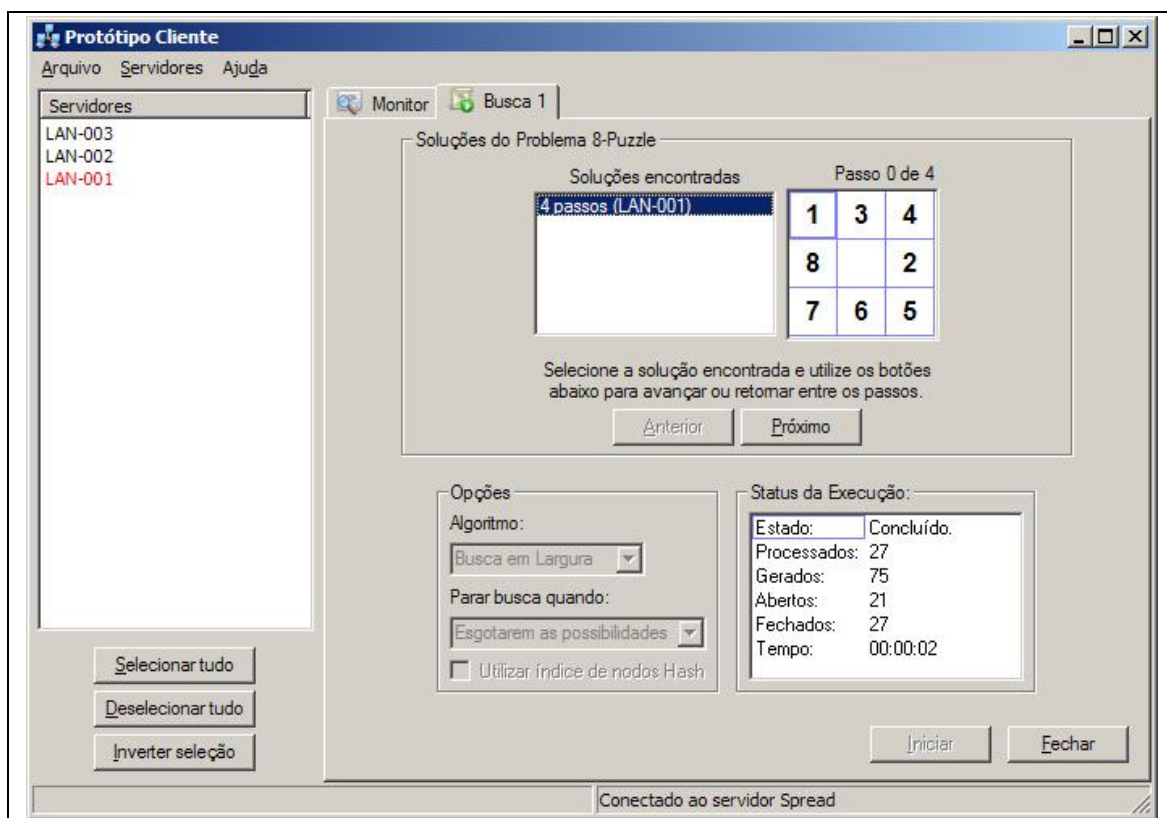 Protótipo Cliente
Arquivo Servidores Ajuda
Servidores
LAN-003
LAN-002
LAN-001
Selecionar tudo
Deselecionar tudo
Inverter seleção
Monitor Busca 1
Soluções do Problema 8-Puzzle
Soluções encontradas
4 passos (LAN-001)
Passo 0 de 4
1 3 4
8 2
7 6 5
Selecione a solução encontrada e utilize os botões
abaixo para avançar ou retornar entre os passos.
Anterior Próximo
Opções
Algoritmo:
Busca em Largura
Parar busca quando:
Esgotarem as possibilidades
Utilizar índice de nodos Hash
Status da Execução:
Estado: Concluído.
Processados: 27
Gerados: 75
Abertos: 21
Fechados: 27
Tempo: 00:00:02
Iniciar Fechar
Conectado ao servidor Spread